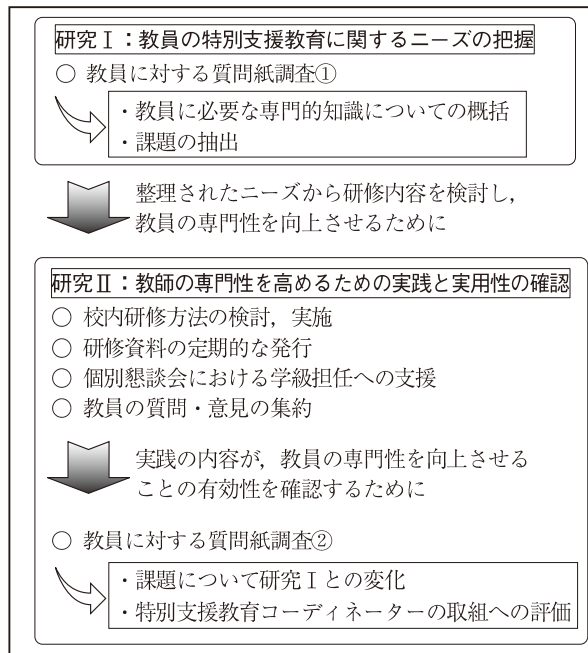 研究Ⅰ：教員の特別支援教育に関するニーズの把握
○ 教員に対する質問紙調査①
・教員に必要な専門的知識についての概括
・課題の抽出
整理されたニーズから研修内容を検討し，
教員の専門性を向上させるために
研究Ⅱ：教師の専門性を高めるための実践と実用性の確認
○ 校内研修方法の検討，実施
○ 研修資料の定期的な発行
○ 個別懇談会における学級担任への支援
○ 教員の質問・意見の集約
実践の内容が，教員の専門性を向上させる
ことの有効性を確認するために
○ 教員に対する質問紙調査②
・課題について研究Ⅰとの変化
・特別支援教育コーディネーターの取組への評価